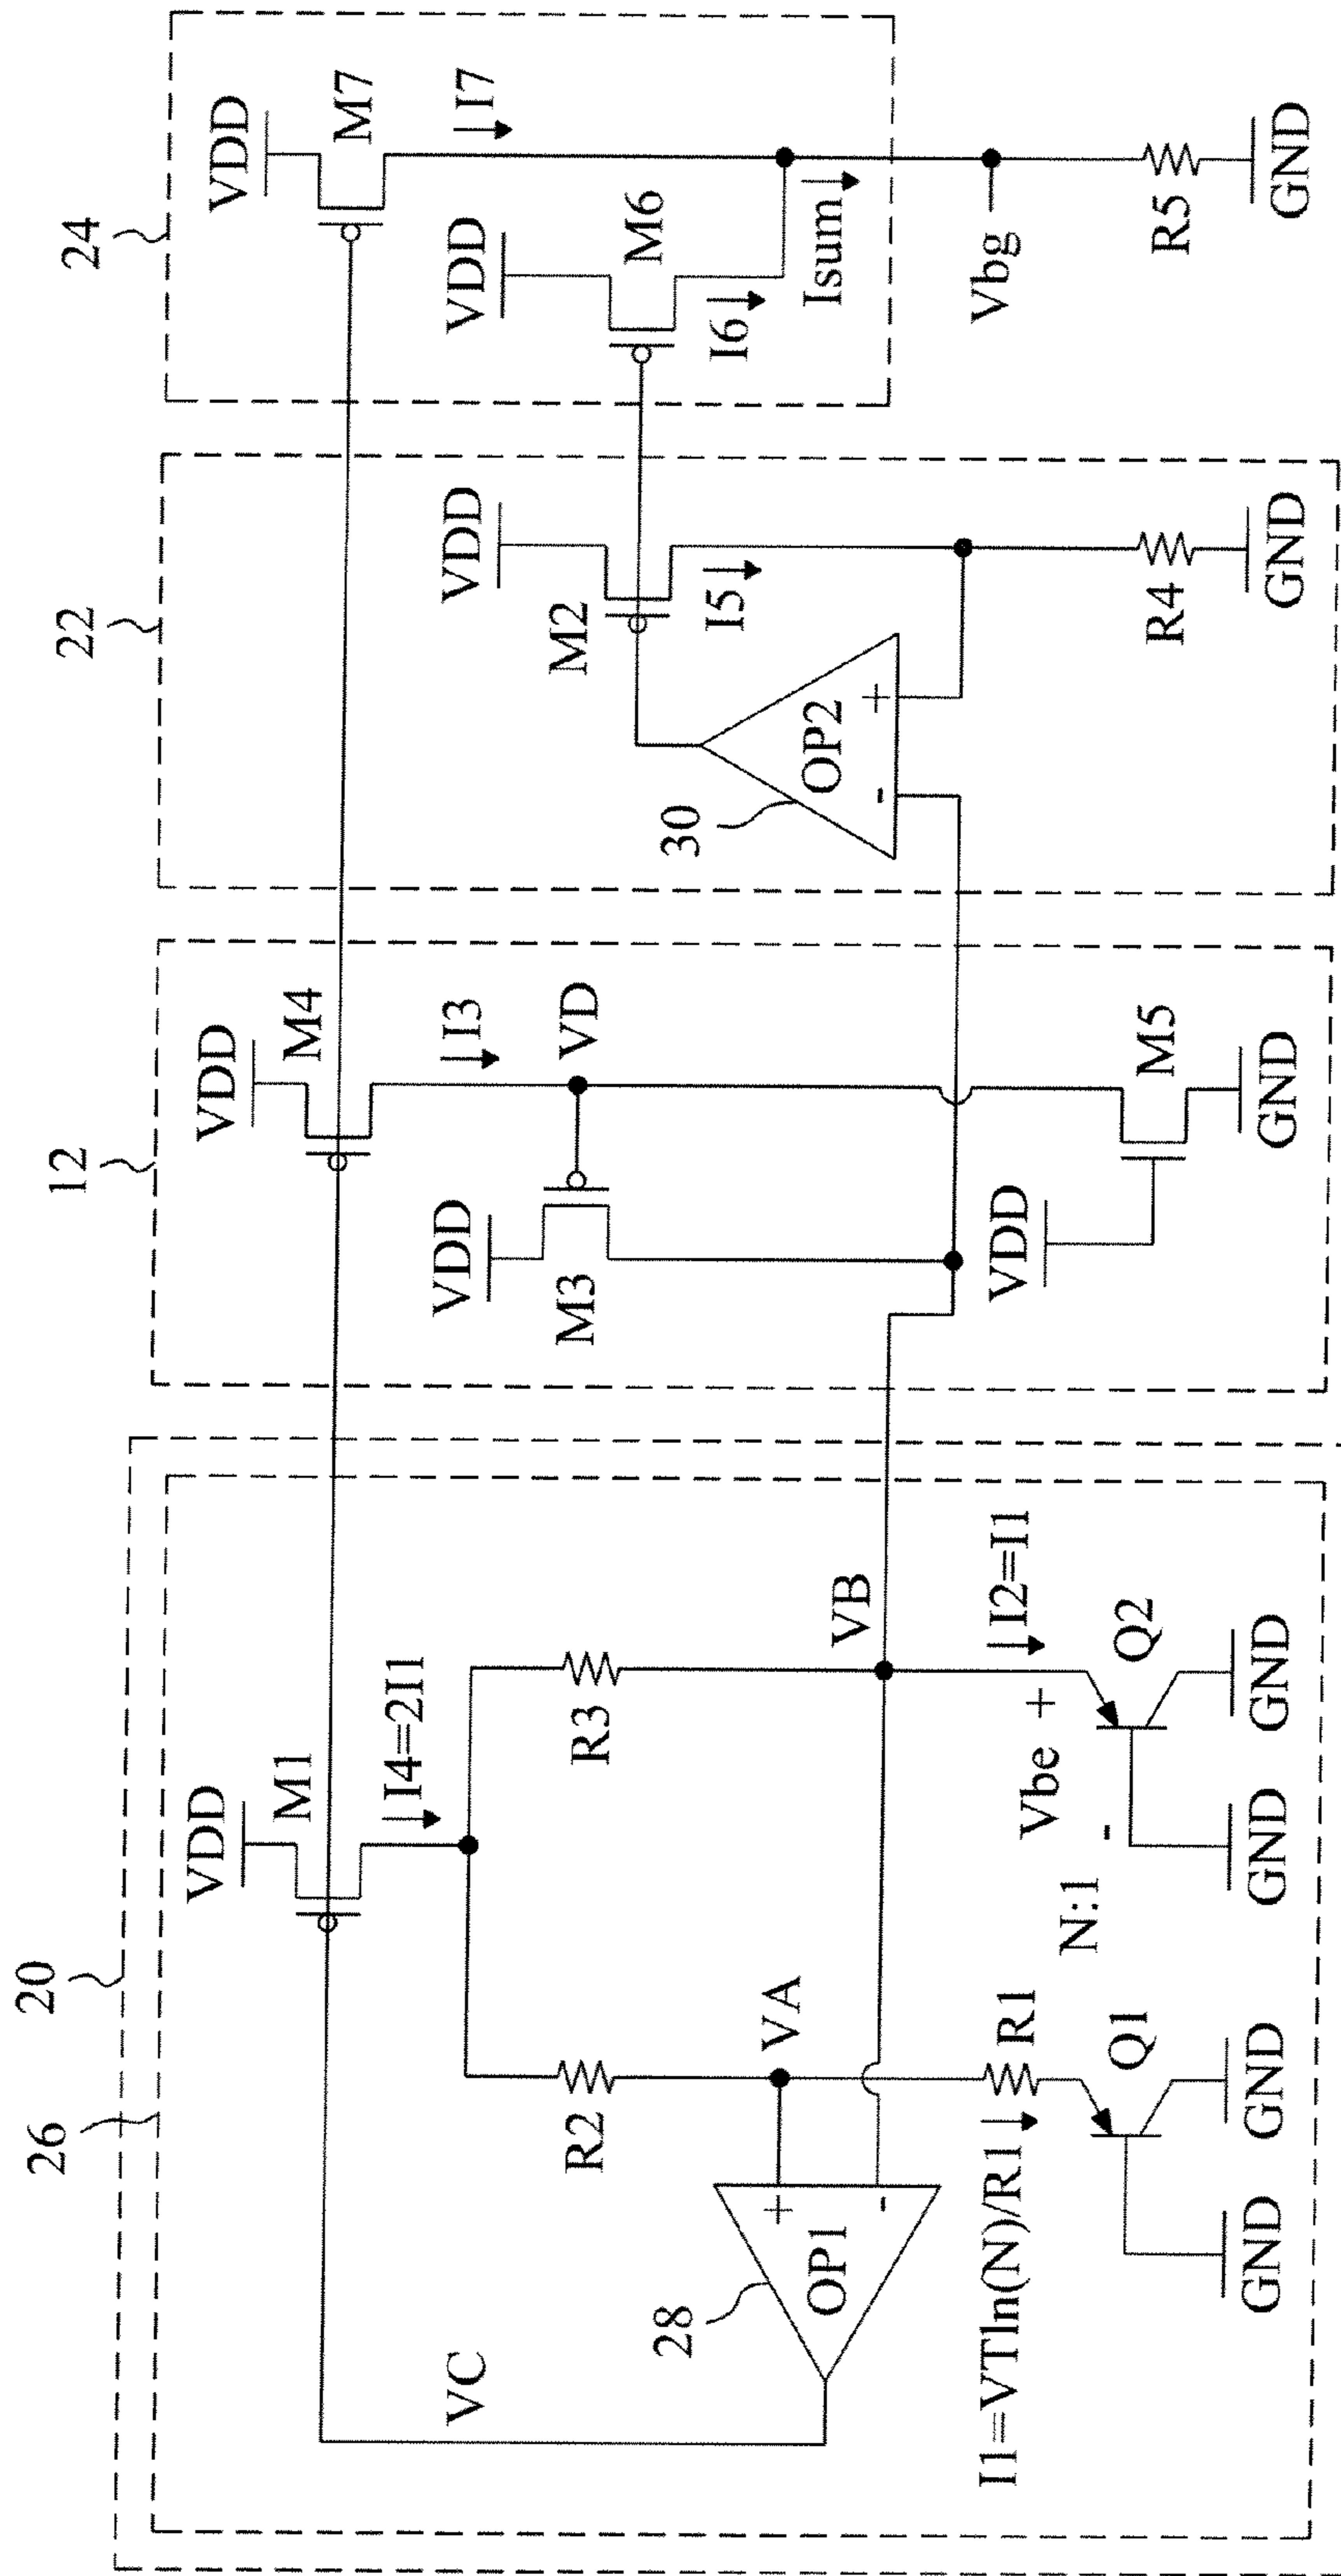 20
26
12
22
24
VDD
M1
I4=2I1
VC
R2
R3
VA
VB
28
OP1
+
-
I1=VTln(N)/R1
R1
Q1
GND
GND
N:1
Vbe
+
-
I2=I1
Q2
GND
GND
VDD
M4
I3
VD
VDD
M3
VDD
M5
GND
VDD
M2
I5
30
OP2
-
+
R4
GND
VDD
M7
I7
VDD
M6
I6
Isum
Vbg
R5
GND